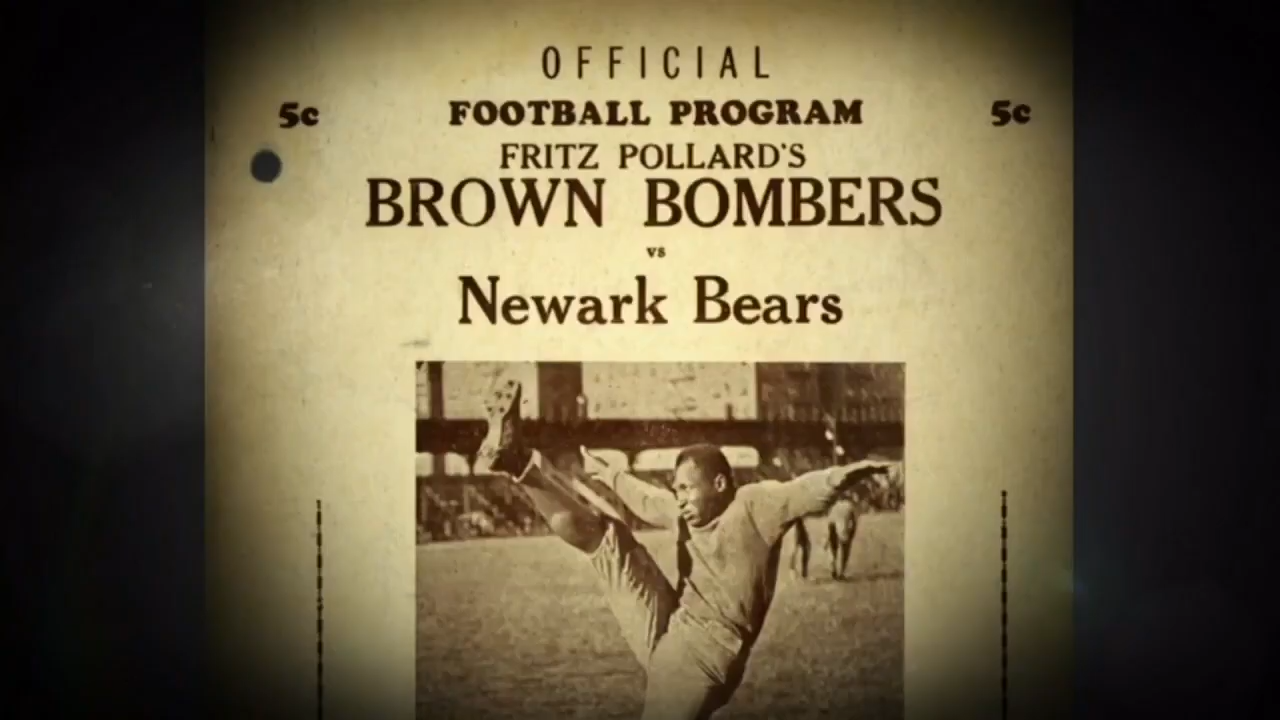 OFFICIAL
5c FOOTBALL PROGRAM 5c
FRITZ POLLARD'S
BROWN BOMBERS
vs
Newark Bears